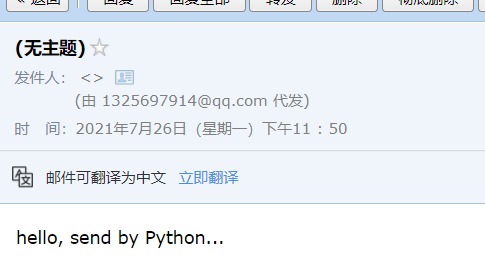 « 返回 回复 回复全部 转发 删除 彻底删除
(无主题)
发件人： <>
(由 1325697914@qq.com 代发)
时 间：2021年7月26日（星期一）下午11：50
邮件可翻译为中文 立即翻译
hello, send by Python...